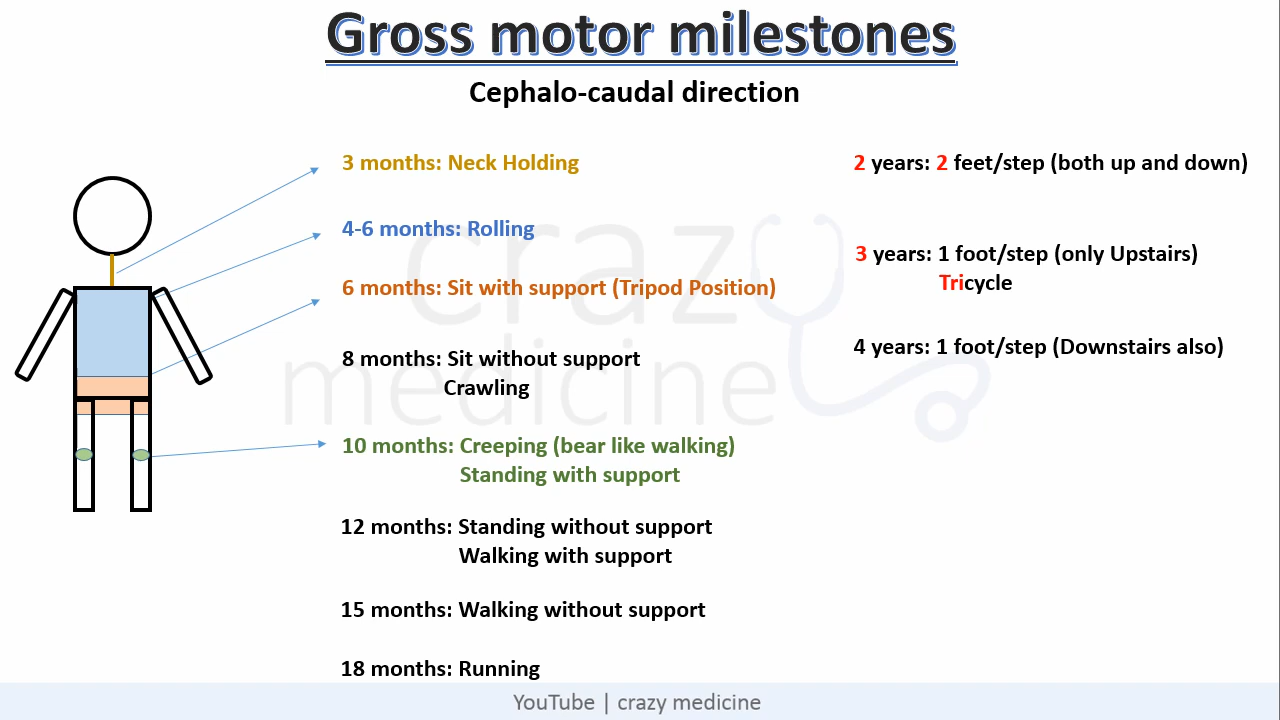 Gross motor milestones
Cephalo-caudal direction
3 months: Neck Holding
4-6 months: Rolling
6 months: Sit with support (Tripod Position)
8 months: Sit without support
Crawling
10 months: Creeping (bear like walking)
Standing with support
12 months: Standing without support
Walking with support
15 months: Walking without support
18 months: Running
2 years: 2 feet/step (both up and down)
3 years: 1 foot/step (only Upstairs)
Tricycle
4 years: 1 foot/step (Downstairs also)
crazy
medicine
YouTube | crazy medicine